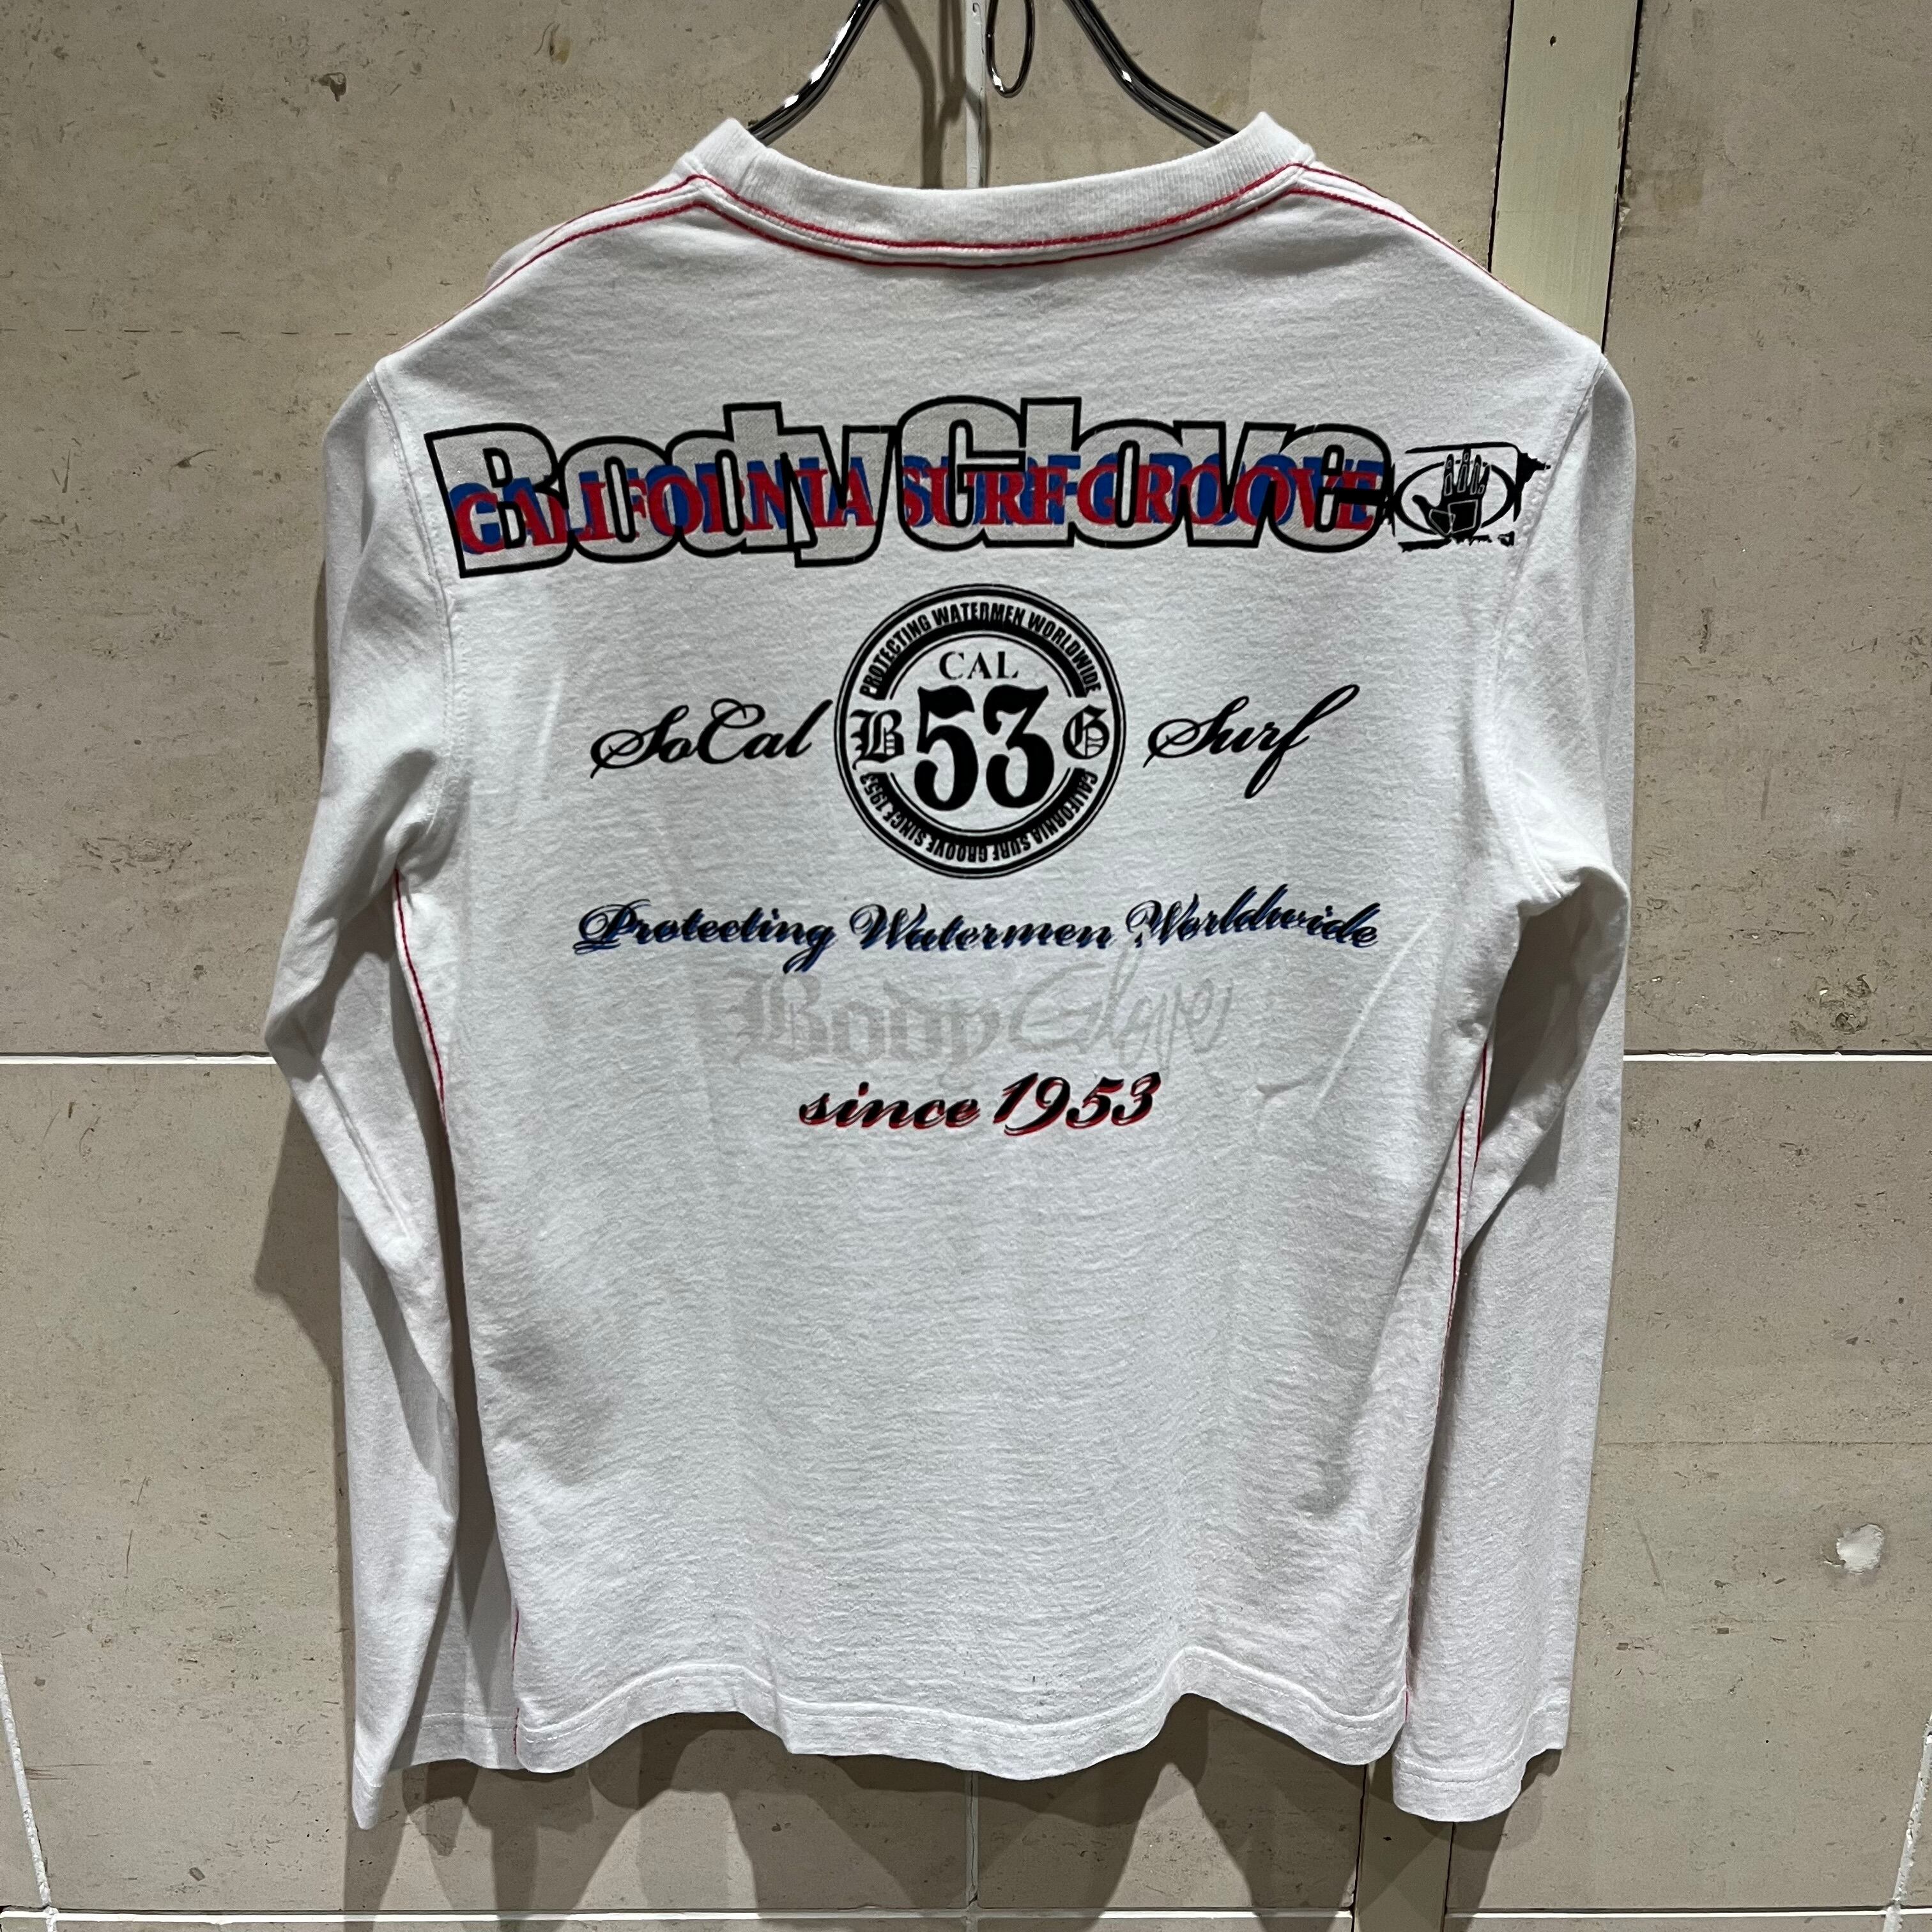 Body Glove
CALIFORNIA SURF GROOVE
PROTECTING WATERMEN WORLDWIDE
CAL
SoCal B 53 G Surf
CALIFORNIA SURF GROOVE SINCE 1953
Protecting Watermen Worldwide
Body Glove
since 1953